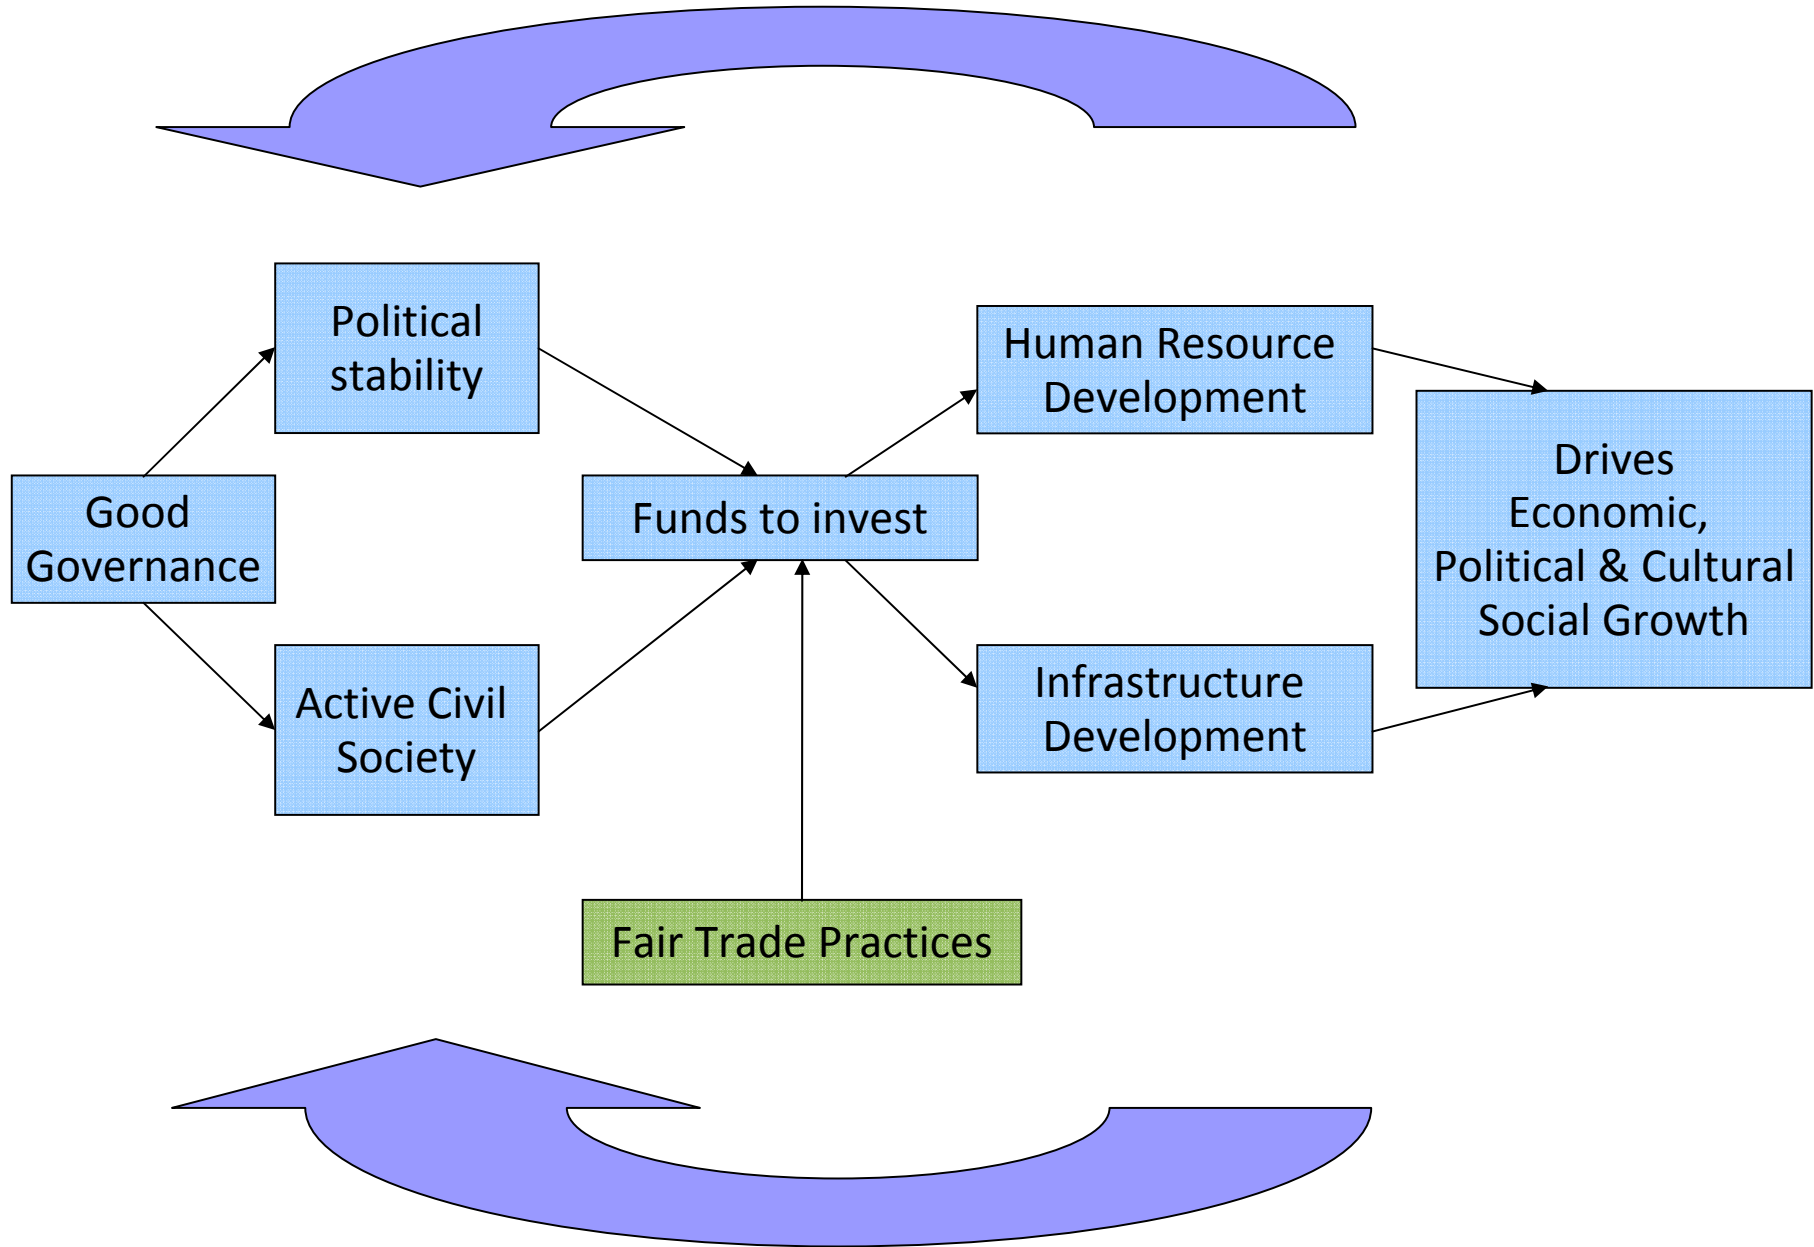 Political
stability
Human Resource
Development
Good
Governance
Funds to invest
Drives
Economic,
Political & Cultural
Social Growth
Active Civil
Society
Infrastructure
Development
Fair Trade Practices